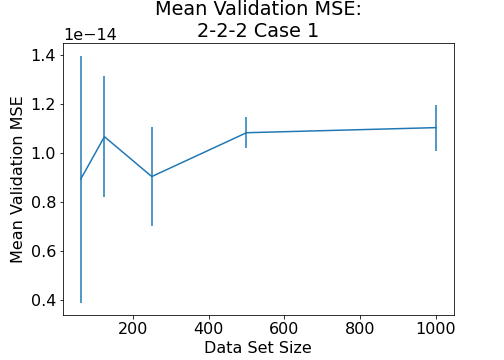 Mean Validation MSE:
2-2-2 Case 1
1e−14
1.4
1.2
1.0
0.8
0.6
0.4
Mean Validation MSE
200
400
600
800
1000
Data Set Size